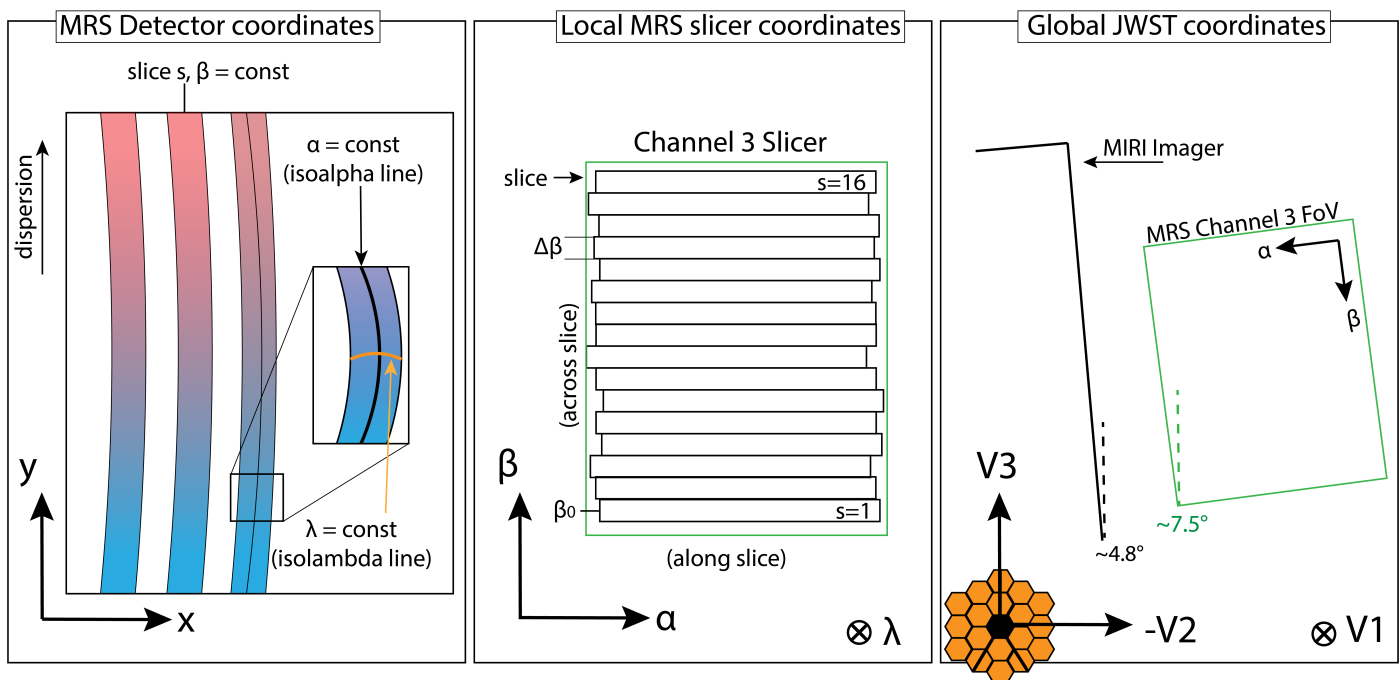 MRS Detector coordinates
slice s, β = const
α = const
(isoalpha line)
dispersion
y
x
λ = const
(isolambda line)
Local MRS slicer coordinates
Channel 3 Slicer
slice
s=16
Δβ
(across slice)
β
β₀
s=1
(along slice)
α
⊗ λ
Global JWST coordinates
MIRI Imager
MRS Channel 3 FoV
α
β
V3
~7.5°
~4.8°
-V2
⊗ V1